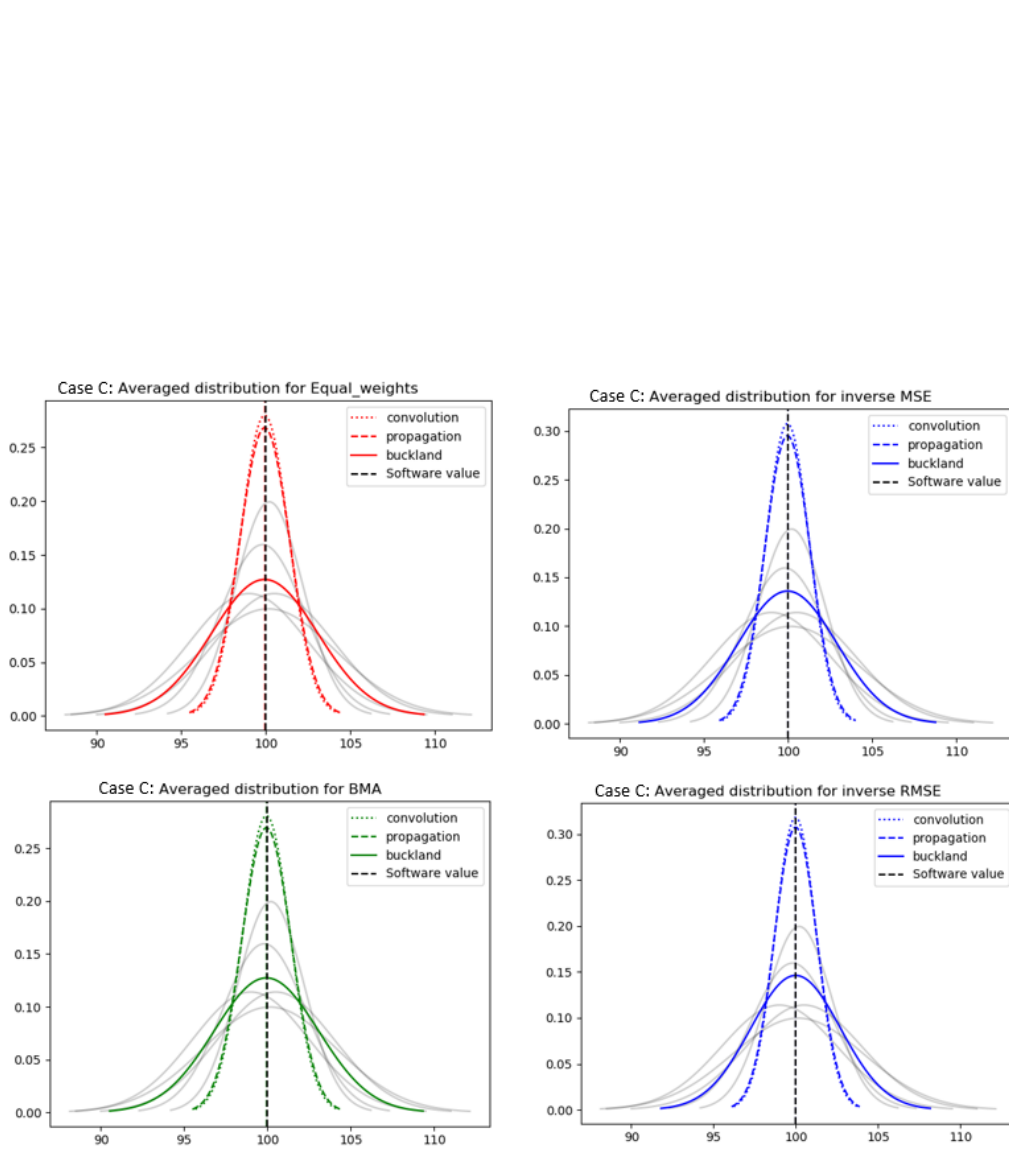 Case C: Averaged distribution for Equal_weights
convolution
propagation
buckland
Software value
0.25
0.20
0.15
0.10
0.05
0.00
90 95 100 105 110
Case C: Averaged distribution for inverse MSE
convolution
propagation
buckland
Software value
0.30
0.25
0.20
0.15
0.10
0.05
0.00
90 95 100 105 110
Case C: Averaged distribution for BMA
convolution
propagation
buckland
Software value
0.25
0.20
0.15
0.10
0.05
0.00
90 95 100 105 110
Case C: Averaged distribution for inverse RMSE
convolution
propagation
buckland
Software value
0.30
0.25
0.20
0.15
0.10
0.05
0.00
90 95 100 105 110